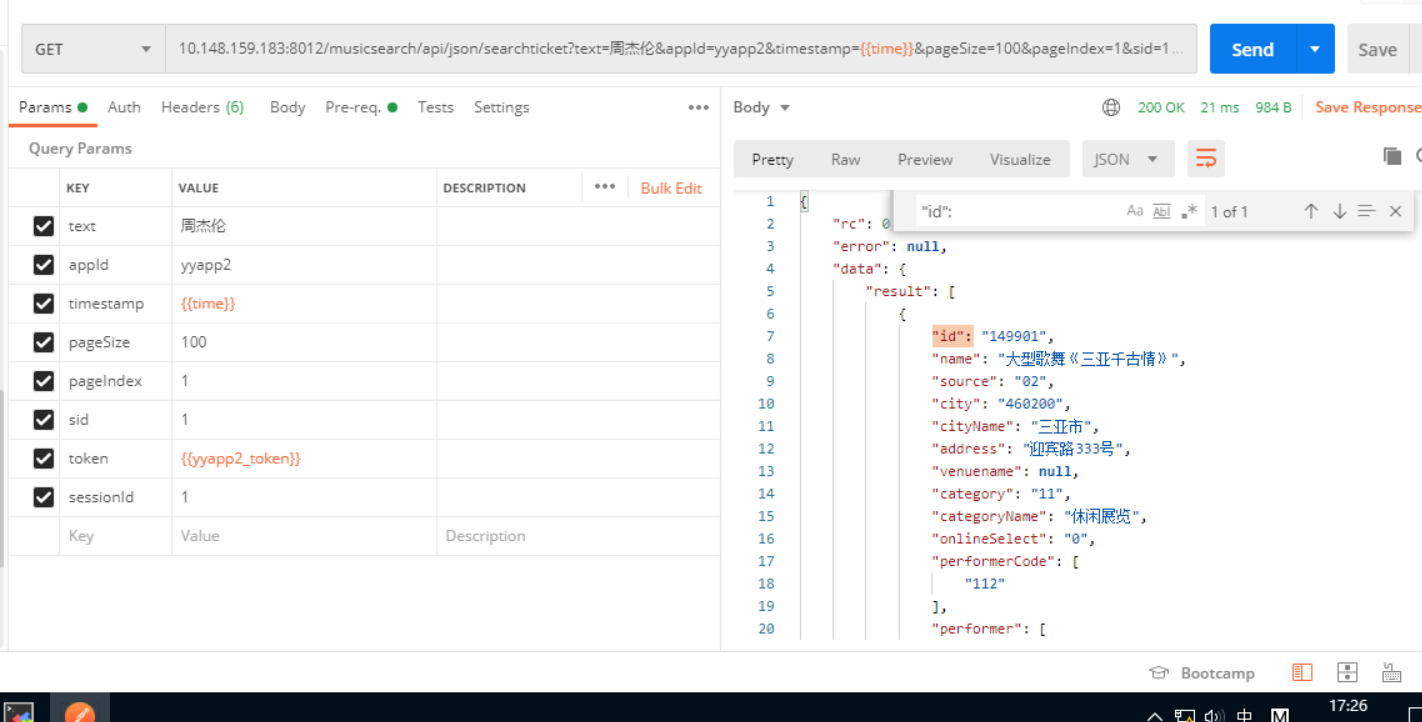 GET 10.148.159.183:8012/musicsearch/api/json/searchticket?text=周杰伦&appId=yyapp2&timestamp={{time}}&pageSize=100&pageIndex=1&sid=1... Send Save
Params Auth Headers (6) Body Pre-req. Tests Settings •••
Query Params
KEY VALUE DESCRIPTION ••• Bulk Edit
text 周杰伦
appId yyapp2
timestamp {{time}}
pageSize 100
pageIndex 1
sid 1
token {{yyapp2_token}}
sessionId 1
Key Value Description
Body 200 OK 21 ms 984 B Save Response
Pretty Raw Preview Visualize JSON
"id": Aa Abl .* 1 of 1
1 {
2 "rc": 0
3 "error": null,
4 "data": {
5 "result": [
6 {
7 "id": "149901",
8 "name": "大型歌舞《三亚千古情》",
9 "source": "02",
10 "city": "460200",
11 "cityName": "三亚市",
12 "address": "迎宾路333号",
13 "venuename": null,
14 "category": "11",
15 "categoryName": "休闲展览",
16 "onlineSelect": "0",
17 "performerCode": [
18 "112"
19 ],
20 "performer": [
Bootcamp
中 M 17:26